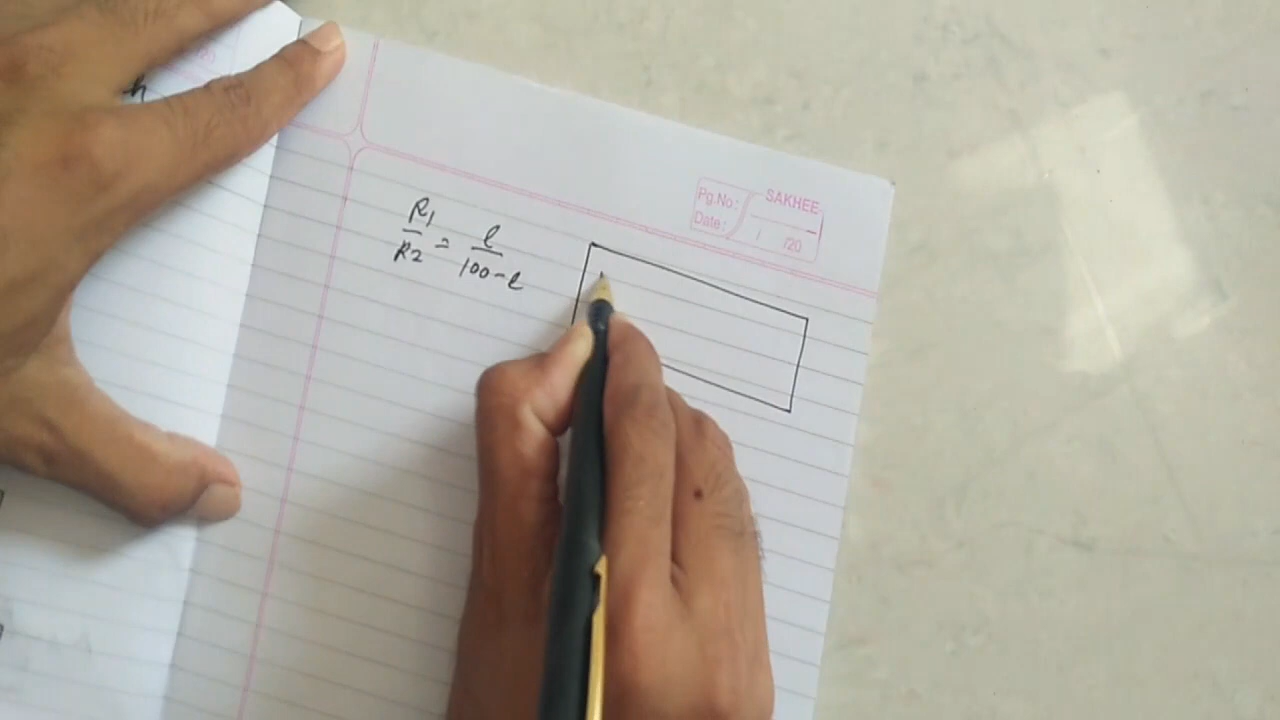 h
Pg.No:
SAKHEE
Date: / /20
R1/R2 = l/100-l